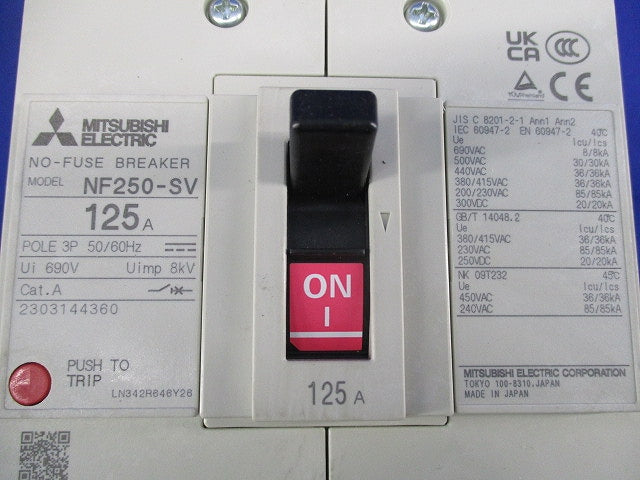 MITSUBISHI
ELECTRIC
NO-FUSE BREAKER
MODEL NF250-SV
125 A
POLE 3P 50/60Hz
Ui 690V Uimp 8kV
Cat.A
2303144360
PUSH TO
TRIP
LN342R646Y26
ON
I
125 A
UK
CA
CCC
CE
JIS C 8201-2-1 Ann1 Ann2
IEC 60947-2 EN 60947-2 40℃
Ue Icu/Ics
690VAC 8/8kA
500VAC 30/30kA
440VAC 36/36kA
380/415VAC 36/36kA
200/230VAC 85/85kA
300VDC 20/20kA
GB/T 14048.2 40℃
Ue Icu/Ics
380/415VAC 36/36kA
230VAC 85/85kA
250VDC 20/20kA
NK 09T232 45℃
Ue Icu/Ics
450VAC 36/36kA
240VAC 85/85kA
MITSUBISHI ELECTRIC CORPORATION
TOKYO 100-8310,JAPAN
MADE IN JAPAN